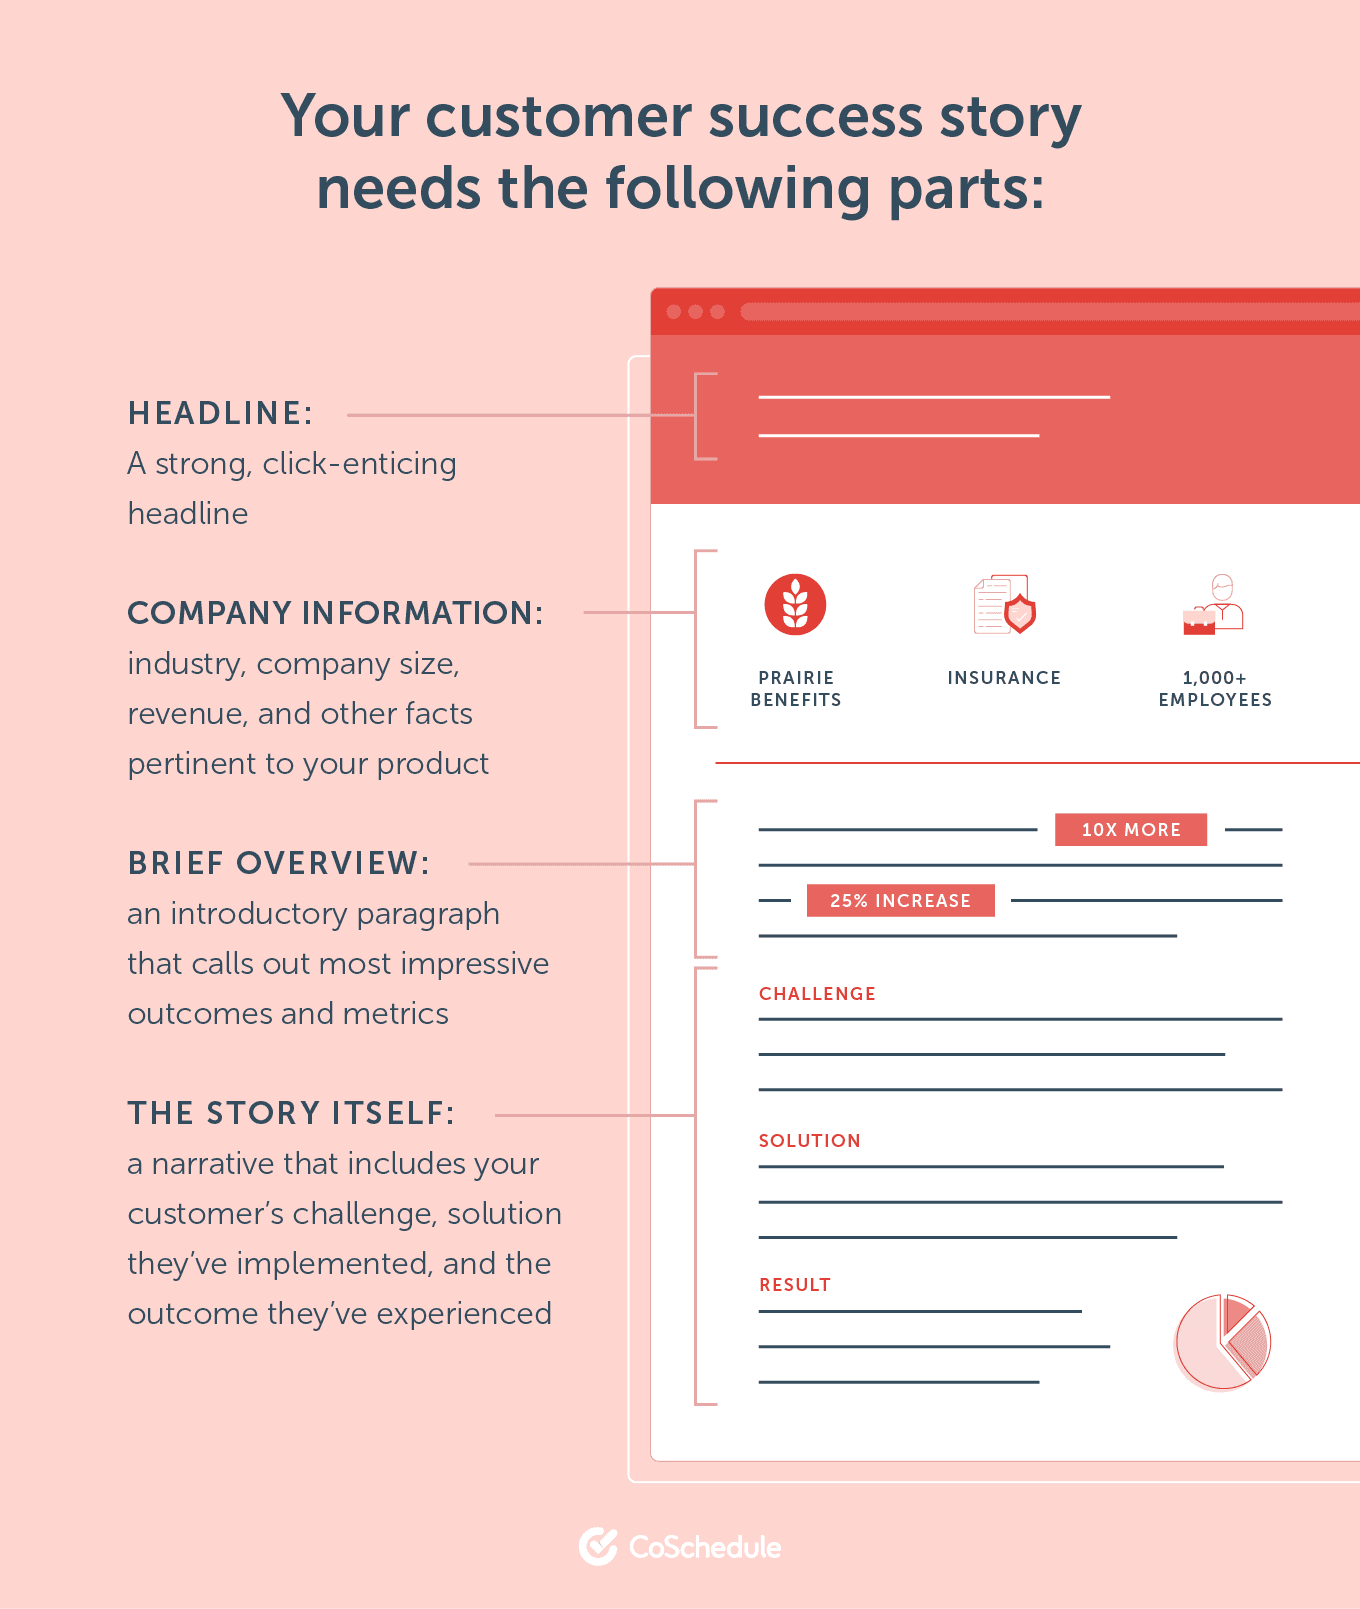 Your customer success story
needs the following parts:
HEADLINE:
A strong, click-enticing
headline
COMPANY INFORMATION:
industry, company size,
revenue, and other facts
pertinent to your product
BRIEF OVERVIEW:
an introductory paragraph
that calls out most impressive
outcomes and metrics
THE STORY ITSELF:
a narrative that includes your
customer’s challenge, solution
they’ve implemented, and the
outcome they’ve experienced
PRAIRIE
BENEFITS
INSURANCE
1,000+
EMPLOYEES
10X MORE
25% INCREASE
CHALLENGE
SOLUTION
RESULT
CoSchedule